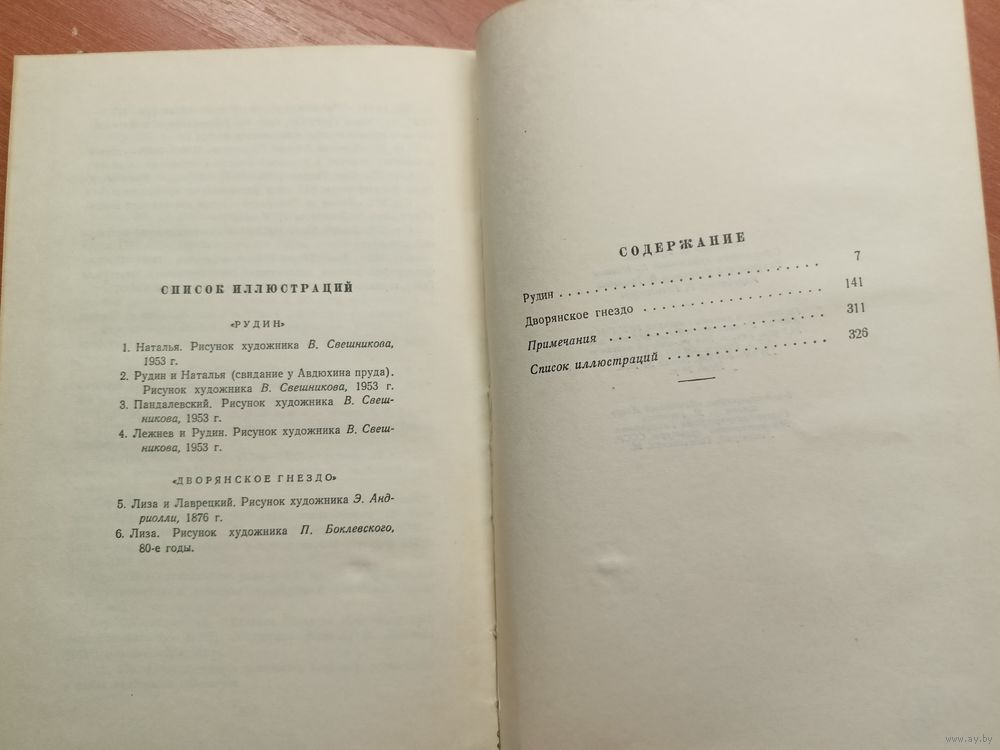 СПИСОК ИЛЛЮСТРАЦИЙ
«РУДИН»
1. Наталья. Рисунок художника В. Свешникова,
1953 г.
2. Рудин и Наталья (свидание у Авдюхина пруда).
Рисунок художника В. Свешникова, 1953 г.
3. Пандалевский. Рисунок художника В. Свеш-
никова, 1953 г.
4. Лежнев и Рудин. Рисунок художника В. Свеш-
никова, 1953 г.
«ДВОРЯНСКОЕ ГНЕЗДО»
5. Лиза и Лаврецкий. Рисунок художника Э. Анд-
риолли, 1876 г.
6. Лиза. Рисунок художника П. Боклевского,
80-е годы.
СОДЕРЖАНИЕ
Рудин . . . . . . . . . . . . . . . . . . . . . . . 7
Дворянское гнездо . . . . . . . . . . . . . . . . 141
Примечания . . . . . . . . . . . . . . . . . . . 311
Список иллюстраций . . . . . . . . . . . . . . 326
www.ay.by